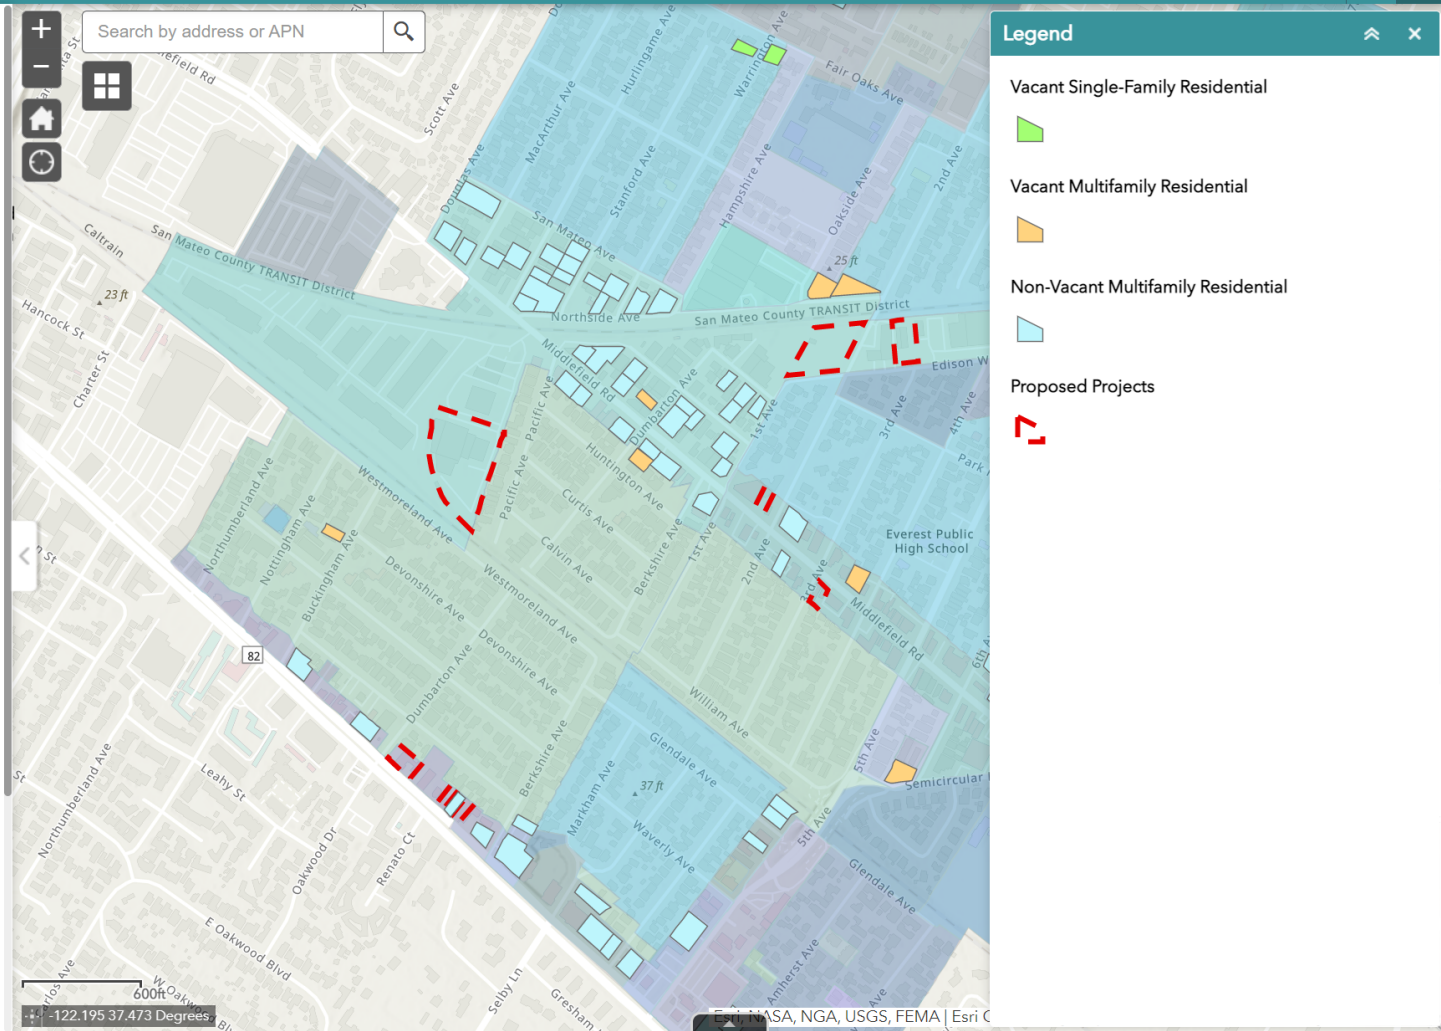 Search by address or APN
Legend
Vacant Single-Family Residential
Vacant Multifamily Residential
Non-Vacant Multifamily Residential
Proposed Projects
Middlefield Rd
Scott Ave
Hurlingame Ave
Warrington Ave
Fair Oaks Ave
MacArthur Ave
Douglas Ave
Stanford Ave
Hampshire Ave
Oakside Ave
2nd Ave
San Mateo Ave
Caltrain
San Mateo County TRANSIT District
25 ft
23 ft
Hancock St
Northside Ave
San Mateo County TRANSIT District
Charter St
Middlefield Rd
Edison W
Pacific Ave
Dumbarton Ave
1st Ave
3rd Ave
4th Ave
Park
Huntington Ave
Westmoreland Ave
Pacific Ave
Curtis Ave
Northumberland Ave
Nottingham Ave
Buckingham Ave
Calvin Ave
Berkshire Ave
1st Ave
2nd Ave
3rd Ave
Everest Public
High School
Devonshire Ave
Westmoreland Ave
Middlefield Rd
6th A
82
Devonshire Ave
Dumbarton Ave
William Ave
Glendale Ave
5th Ave
Semicircular
Berkshire Ave
Markham Ave
37 ft
Waverly Ave
5th Ave
Glendale Ave
Northumberland Ave
Leahy St
Oakwood Dr
Renato Ct
E Oakwood Blvd
Selby Ln
Gresham
Amherst Ave
Ave
W Oakwood Blv
600ft
-122.195 37.473 Degrees
Esri, NASA, NGA, USGS, FEMA | Esri C